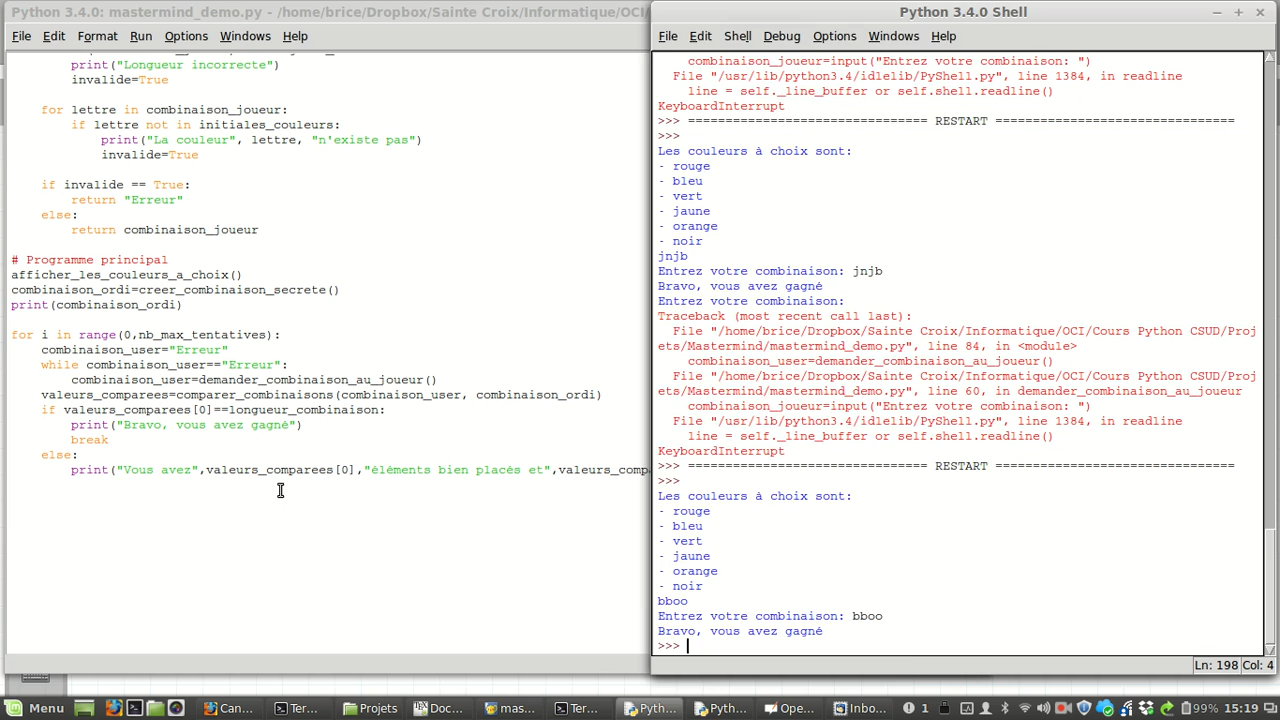 Python 3.4.0: mastermind_demo.py - /home/brice/Dropbox/Sainte Croix/Informatique/OCI/
File Edit Format Run Options Windows Help
print("Longueur incorrecte")
invalide=True
for lettre in combinaison_joueur:
if lettre not in initiales_couleurs:
print("La couleur", lettre, "n'existe pas")
invalide=True
if invalide == True:
return "Erreur"
else:
return combinaison_joueur
# Programme principal
afficher_les_couleurs_a_choix()
combinaison_ordi=creer_combinaison_secrete()
print(combinaison_ordi)
for i in range(0,nb_max_tentatives):
combinaison_user="Erreur"
while combinaison_user=="Erreur":
combinaison_user=demander_combinaison_au_joueur()
valeurs_comparees=comparer_combinaisons(combinaison_user, combinaison_ordi)
if valeurs_comparees[0]==longueur_combinaison:
print("Bravo, vous avez gagné")
break
else:
print("Vous avez",valeurs_comparees[0],"éléments bien placés et",valeurs_comp
Python 3.4.0 Shell
File Edit Shell Debug Options Windows Help
combinaison_joueur=input("Entrez votre combinaison: ")
File "/usr/lib/python3.4/idlelib/PyShell.py", line 1384, in readline
line = self._line_buffer or self.shell.readline()
KeyboardInterrupt
>>> ================================ RESTART ================================
>>>
Les couleurs à choix sont:
- rouge
- bleu
- vert
- jaune
- orange
- noir
jnjb
Entrez votre combinaison: jnjb
Bravo, vous avez gagné
Entrez votre combinaison:
Traceback (most recent call last):
File "/home/brice/Dropbox/Sainte Croix/Informatique/OCI/Cours Python CSUD/Proj
ets/Mastermind/mastermind_demo.py", line 84, in <module>
combinaison_user=demander_combinaison_au_joueur()
File "/home/brice/Dropbox/Sainte Croix/Informatique/OCI/Cours Python CSUD/Proj
ets/Mastermind/mastermind_demo.py", line 60, in demander_combinaison_au_joueur
combinaison_joueur=input("Entrez votre combinaison: ")
File "/usr/lib/python3.4/idlelib/PyShell.py", line 1384, in readline
line = self._line_buffer or self.shell.readline()
KeyboardInterrupt
>>> ================================ RESTART ================================
>>>
Les couleurs à choix sont:
- rouge
- bleu
- vert
- jaune
- orange
- noir
bboo
Entrez votre combinaison: bboo
Bravo, vous avez gagné
>>>
Ln: 198 Col: 4
Menu Can... Ter... Projets Doc... mas... Ter... Pyth... Pyth... Ope... Inbo... 1 99% 15:19